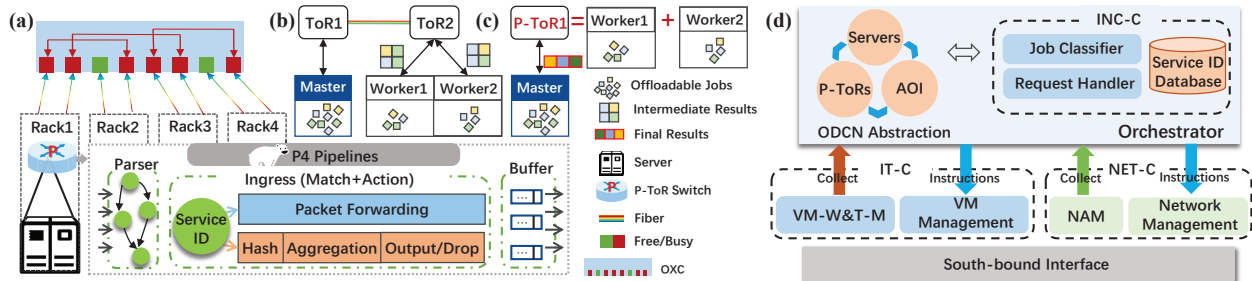 (a)
Rack1
Rack2
Rack3
Rack4
P
P4 Pipelines
Parser
Ingress (Match+Action)
Buffer
Service
ID
Packet Forwarding
Hash
Aggregation
Output/Drop
...
...
...
...
(b)
ToR1
ToR2
Master
Worker1
Worker2
(c)
P-ToR1
=
Worker1
+
Worker2
Master
Offloadable Jobs
Intermediate Results
Final Results
Server
P
P-ToR Switch
Fiber
Free/Busy
OXC
(d)
Servers
P-ToRs
AOI
ODCN Abstraction
INC-C
Job Classifier
Request Handler
Service ID
Database
Orchestrator
IT-C
Collect
Instructions
VM-W&T-M
VM
Management
NET-C
Collect
Instructions
NAM
Network
Management
South-bound Interface